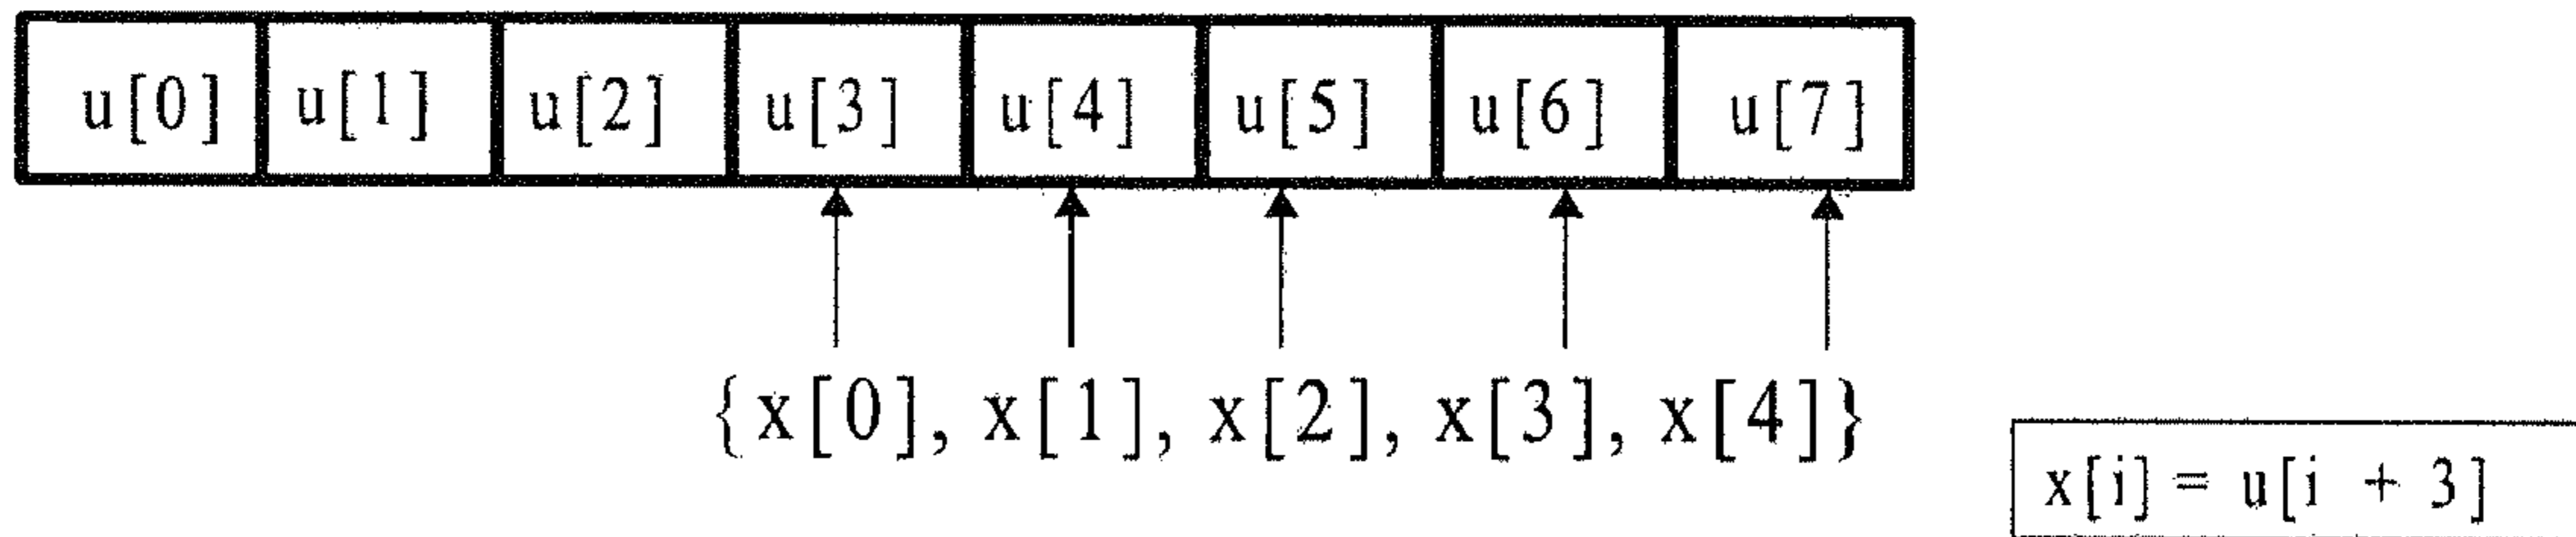 u[0] u[1] u[2] u[3] u[4] u[5] u[6] u[7]
{x[0], x[1], x[2], x[3], x[4]}
x[i] = u[i + 3]